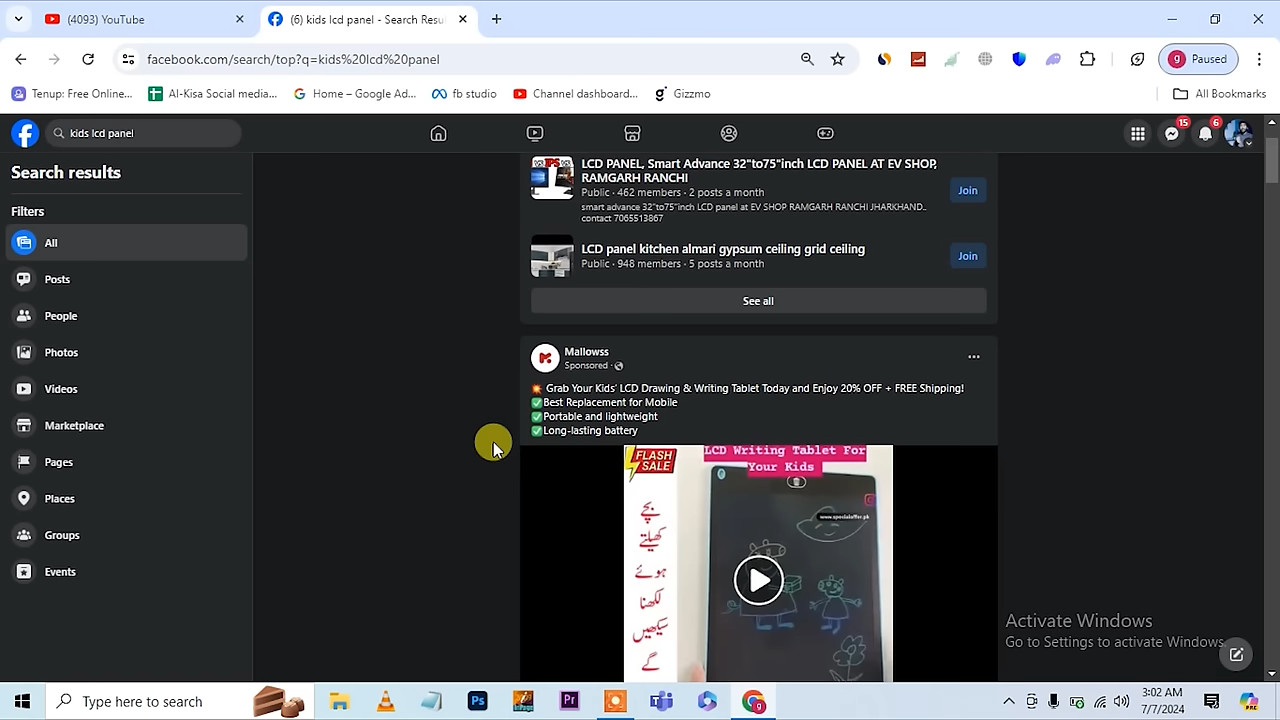 (4093) YouTube
(6) kids lcd panel - Search Resu
facebook.com/search/top?q=kids%20lcd%20panel
g Paused
Tenup: Free Online...
Al-Kisa Social media...
Home – Google Ad...
fb studio
Channel dashboard...
Gizmmo
All Bookmarks
kids lcd panel
15
6
Search results
Filters
All
Posts
People
Photos
Videos
Marketplace
Pages
Places
Groups
Events
LCD PANEL, Smart Advance 32"to75"inch LCD PANEL AT EV SHOP,
RAMGARH RANCHI
Public · 462 members · 2 posts a month
smart advance 32"to75"inch LCD panel at EV SHOP RAMGARH RANCHI JHARKHAND..
contact 7065513867
Join
LCD panel kitchen almari gypsum ceiling grid ceiling
Public · 948 members · 5 posts a month
Join
See all
Mallowss
Sponsored ·
Grab Your Kids' LCD Drawing & Writing Tablet Today and Enjoy 20% OFF + FREE Shipping!
Best Replacement for Mobile
Portable and lightweight
Long-lasting battery
FLASH
SALE
LCD Writing Tablet For
Your Kids
www.specialoffer.pk
بچے
کھیلتے
ہوئے
لکھنا
سیکھیں
گے
Activate Windows
Go to Settings to activate Windows.
Type here to search
Ps
Pr
3:02 AM
7/7/2024